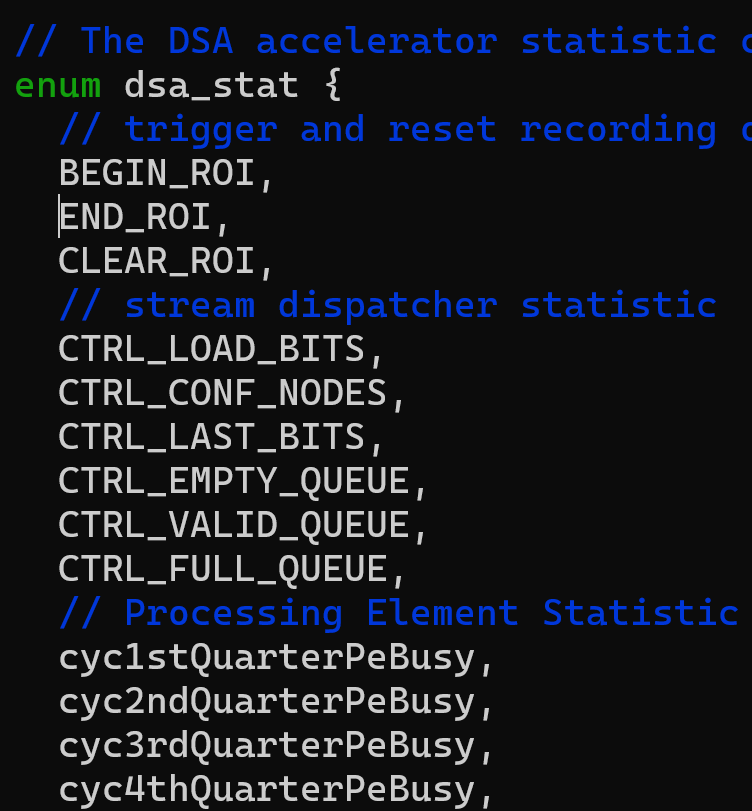 // The DSA accelerator statistic
enum dsa_stat {
// trigger and reset recording
BEGIN_ROI,
END_ROI,
CLEAR_ROI,
// stream dispatcher statistic
CTRL_LOAD_BITS,
CTRL_CONF_NODES,
CTRL_LAST_BITS,
CTRL_EMPTY_QUEUE,
CTRL_VALID_QUEUE,
CTRL_FULL_QUEUE,
// Processing Element Statistic
cyc1stQuarterPeBusy,
cyc2ndQuarterPeBusy,
cyc3rdQuarterPeBusy,
cyc4thQuarterPeBusy,